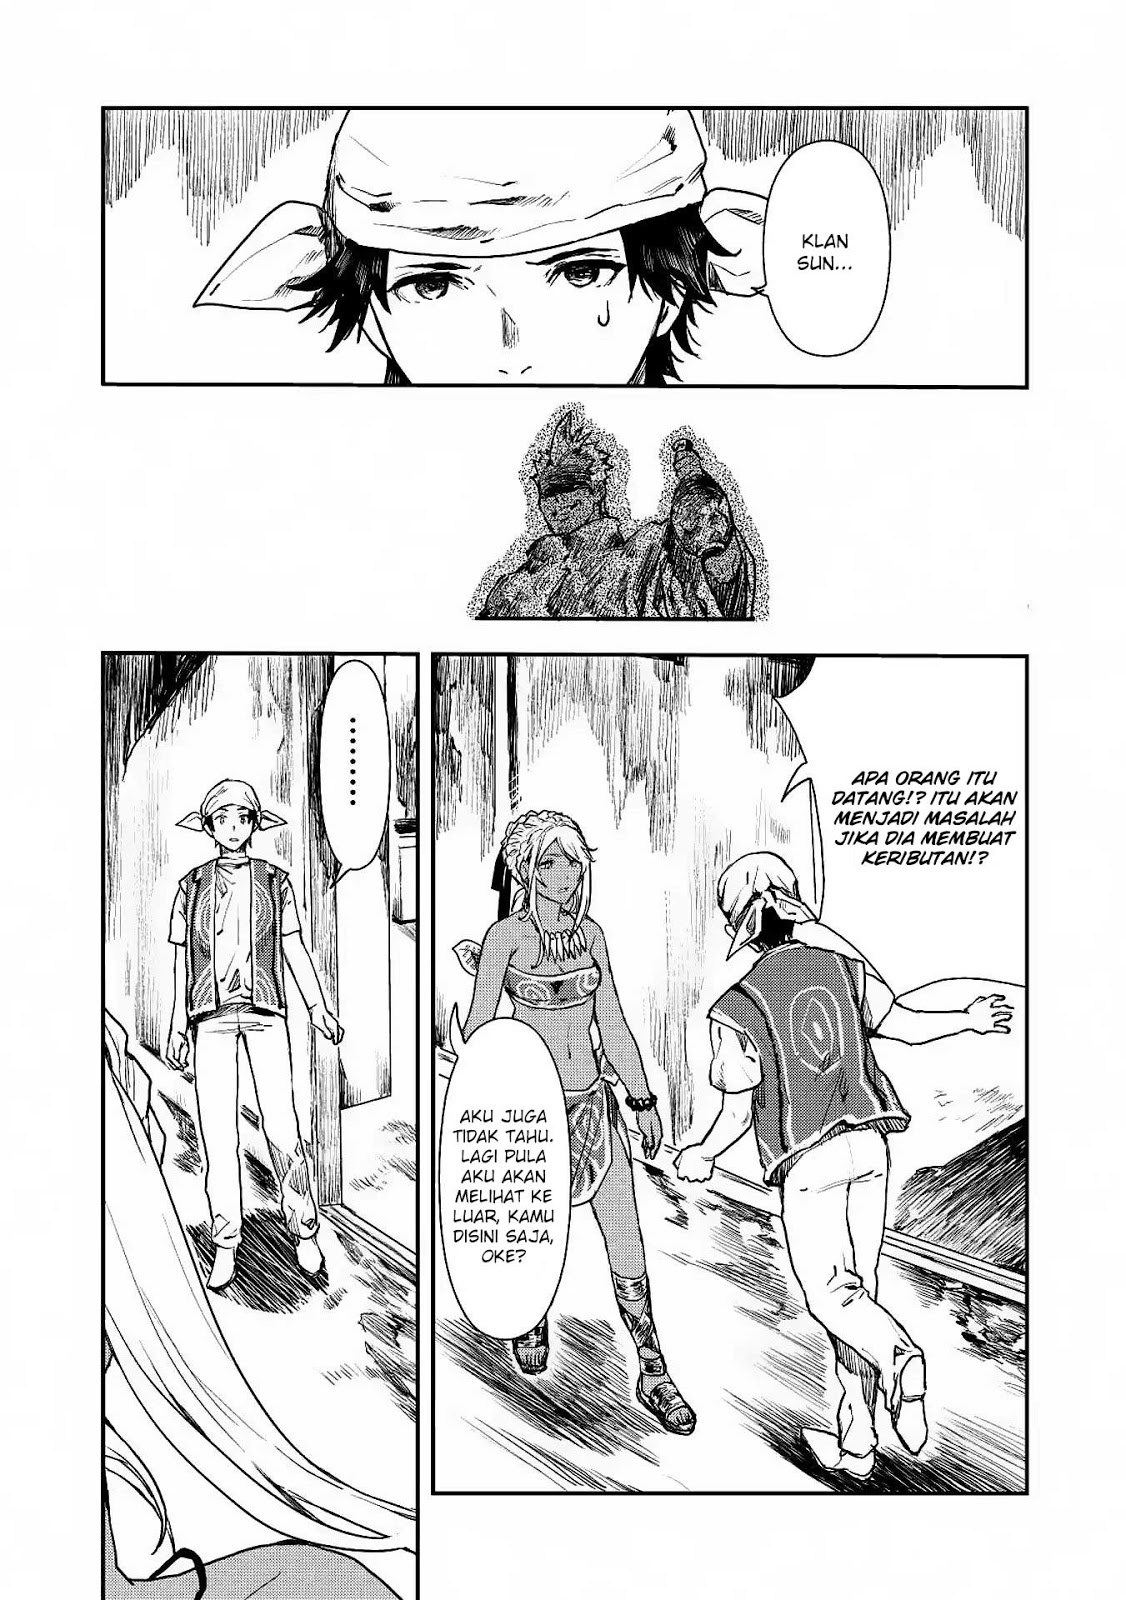 KLAN
SUN...
APA ORANG ITU
DATANG!? ITU AKAN
MENJADI MASALAH
JIKA DIA MEMBUAT
KERIBUTAN!?
AKU JUGA
TIDAK TAHU.
LAGI PULA
AKU AKAN
MELIHAT KE
LUAR, KAMU
DISINI SAJA,
OKE?
..........